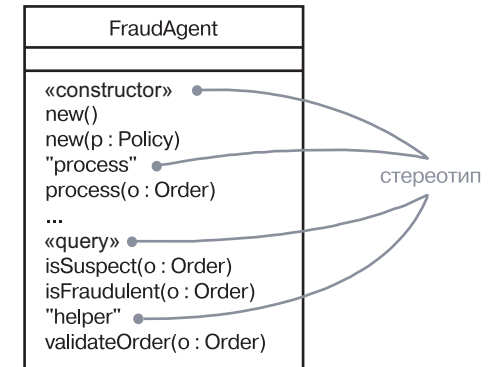 FraudAgent
«constructor»
new()
new(p : Policy)
"process"
process(o : Order)
...
«query»
isSuspect(o : Order)
isFraudulent(o : Order)
"helper"
validateOrder(o : Order)
стереотип